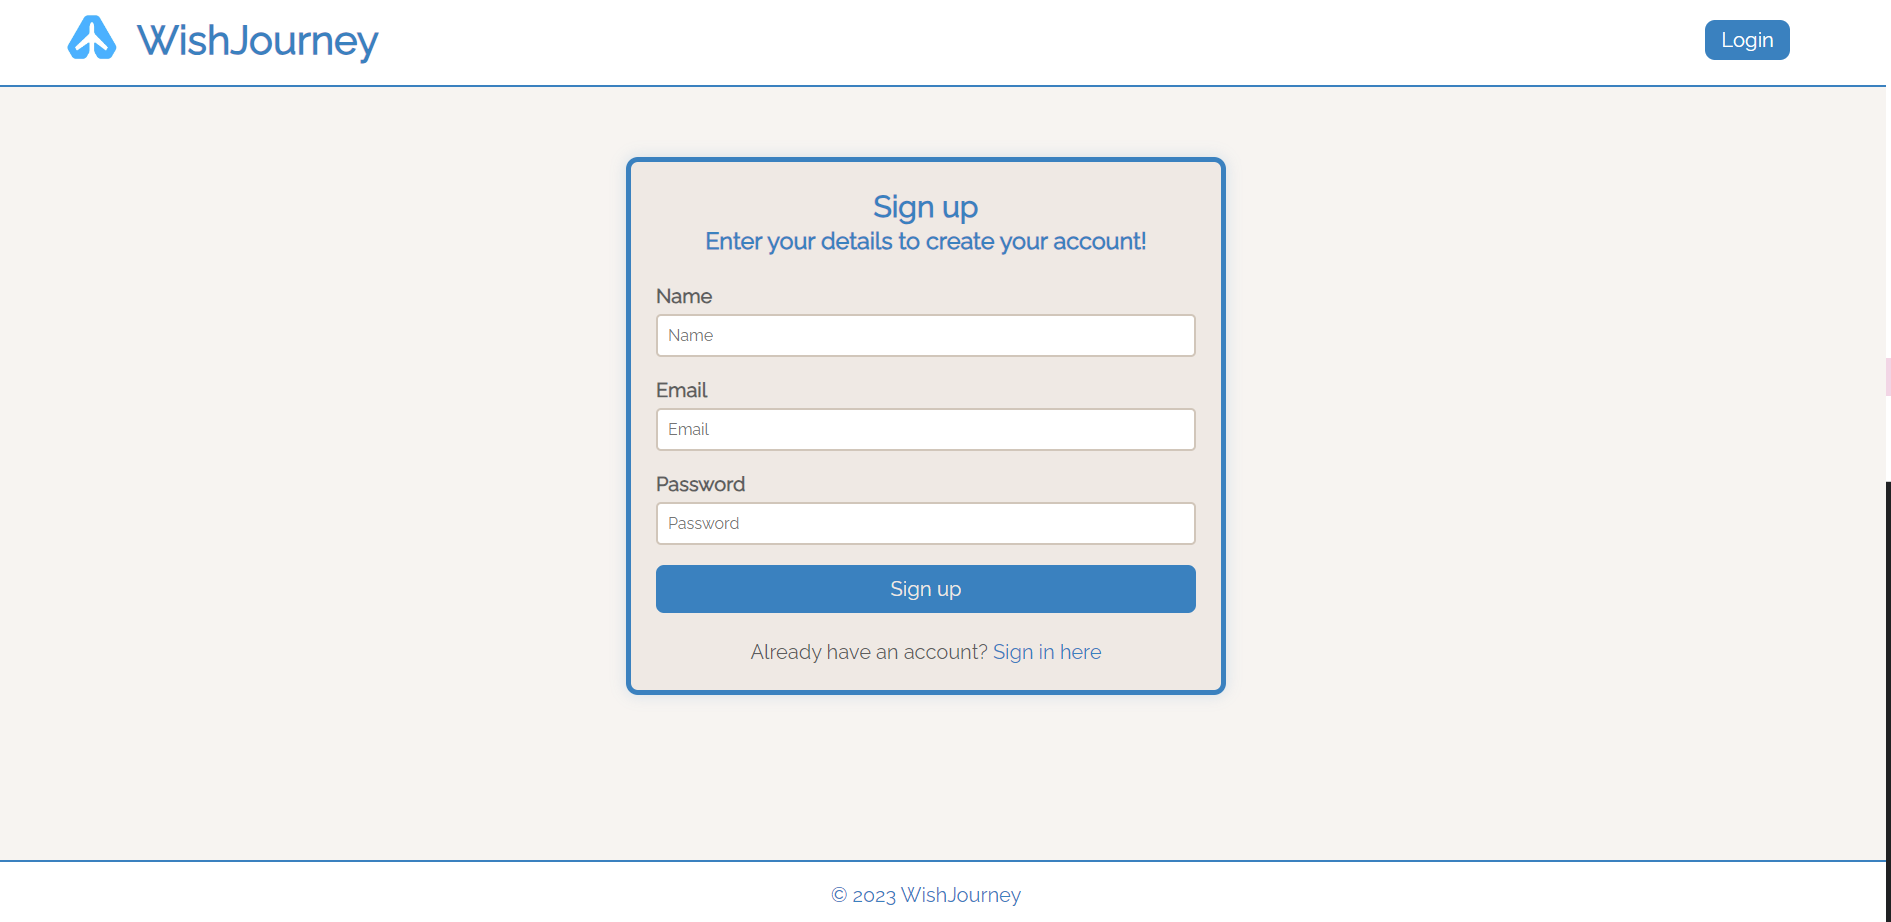 WishJourney
Login
Sign up
Enter your details to create your account!
Name
Name
Email
Email
Password
Password
Sign up
Already have an account? Sign in here
© 2023 WishJourney